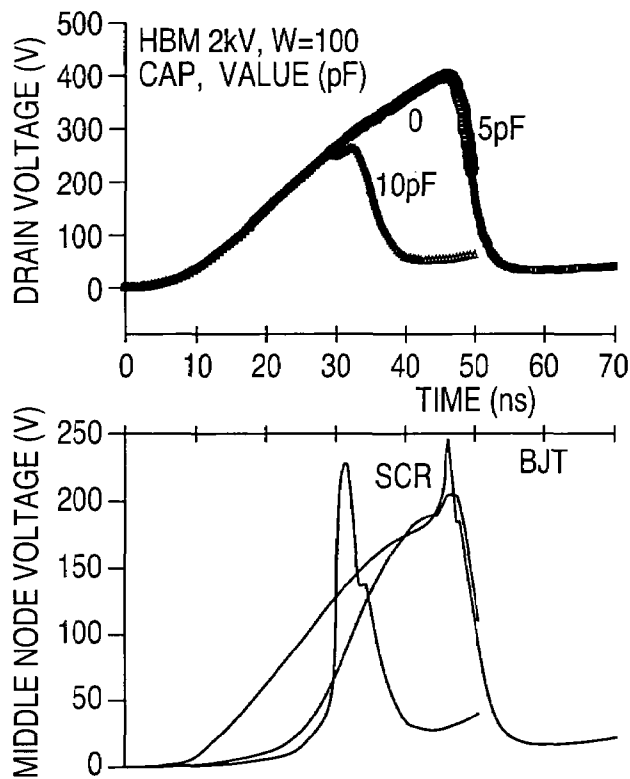 DRAIN VOLTAGE (V)
500
400
300
200
100
0
HBM 2kV, W=100
CAP, VALUE (pF)
0
5pF
10pF
0 10 20 30 40 50 60 70
TIME (ns)
MIDDLE NODE VOLTAGE (V)
250
200
150
100
50
0
SCR
BJT